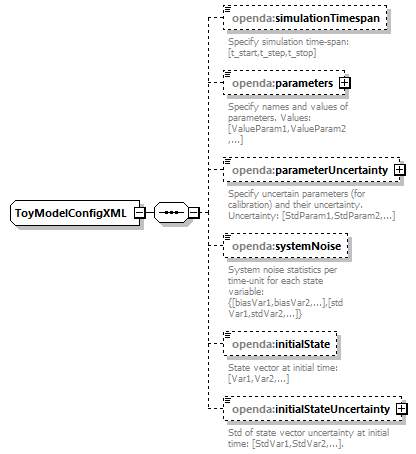 openda:simulationTimespan
Specify simulation time-span:
[t_start,t_step,t_stop]
openda:parameters
Specify names and values of
parameters. Values:
[ValueParam1,ValueParam2
,...]
openda:parameterUncertainty
Specify uncertain parameters (for
calibration) and their uncertainty.
Uncertainty: [StdParam1,StdParam2,...]
ToyModelConfigXML
openda:systemNoise
System noise statistics per
time-unit for each state
variable:
{[biasVar1,biasVar2,...],[std
Var1,stdVar2,...]}
openda:initialState
State vector at initial time:
[Var1,Var2,...]
openda:initialStateUncertainty
Std of state vector uncertainty at initial
time: [StdVar1,StdVar2,...].